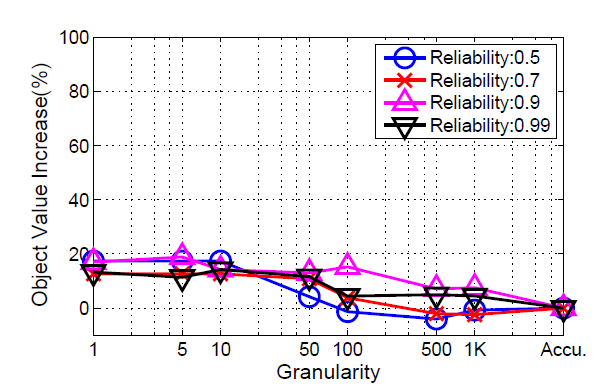 Object Value Increase(%)
100
80
60
40
20
0
Reliability:0.5
Reliability:0.7
Reliability:0.9
Reliability:0.99
1 5 10 50 100 500 1K Accu.
Granularity